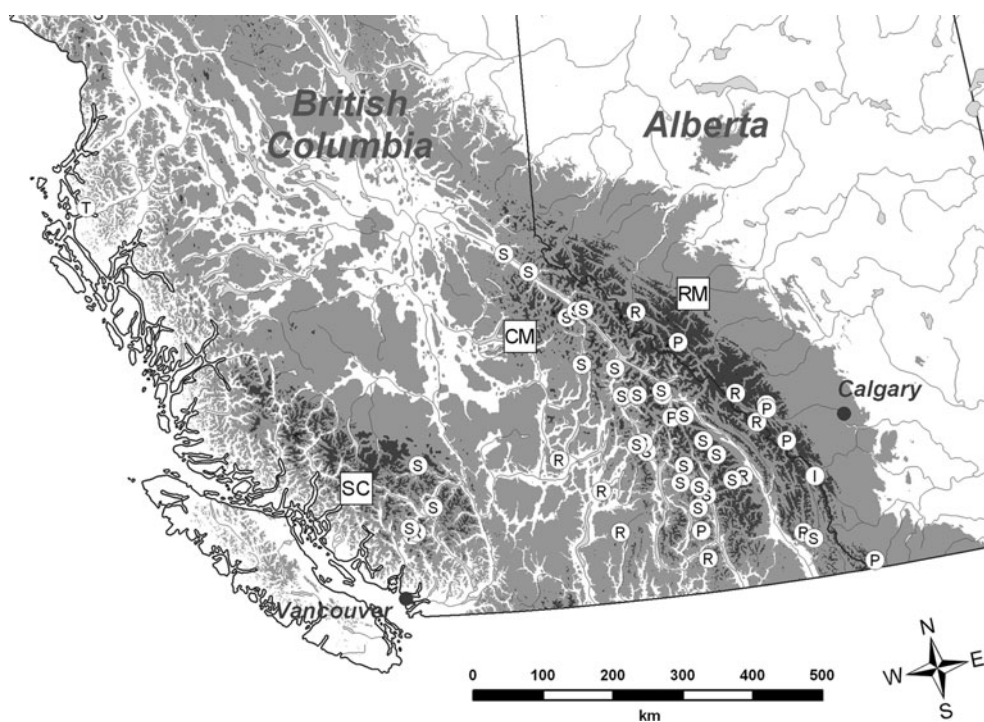 British
Columbia
Alberta
T
S
S
RM
S
S
R
CM
P
S
S
S
S
S
R
P
Calgary
P
S
R
S
P
S
S
R
S
S
S
SC
S
S
S
R
I
R
S
S
S
S
R
P
R
S
R
P
Vancouver
N
W
E
S
0 100 200 300 400 500
km